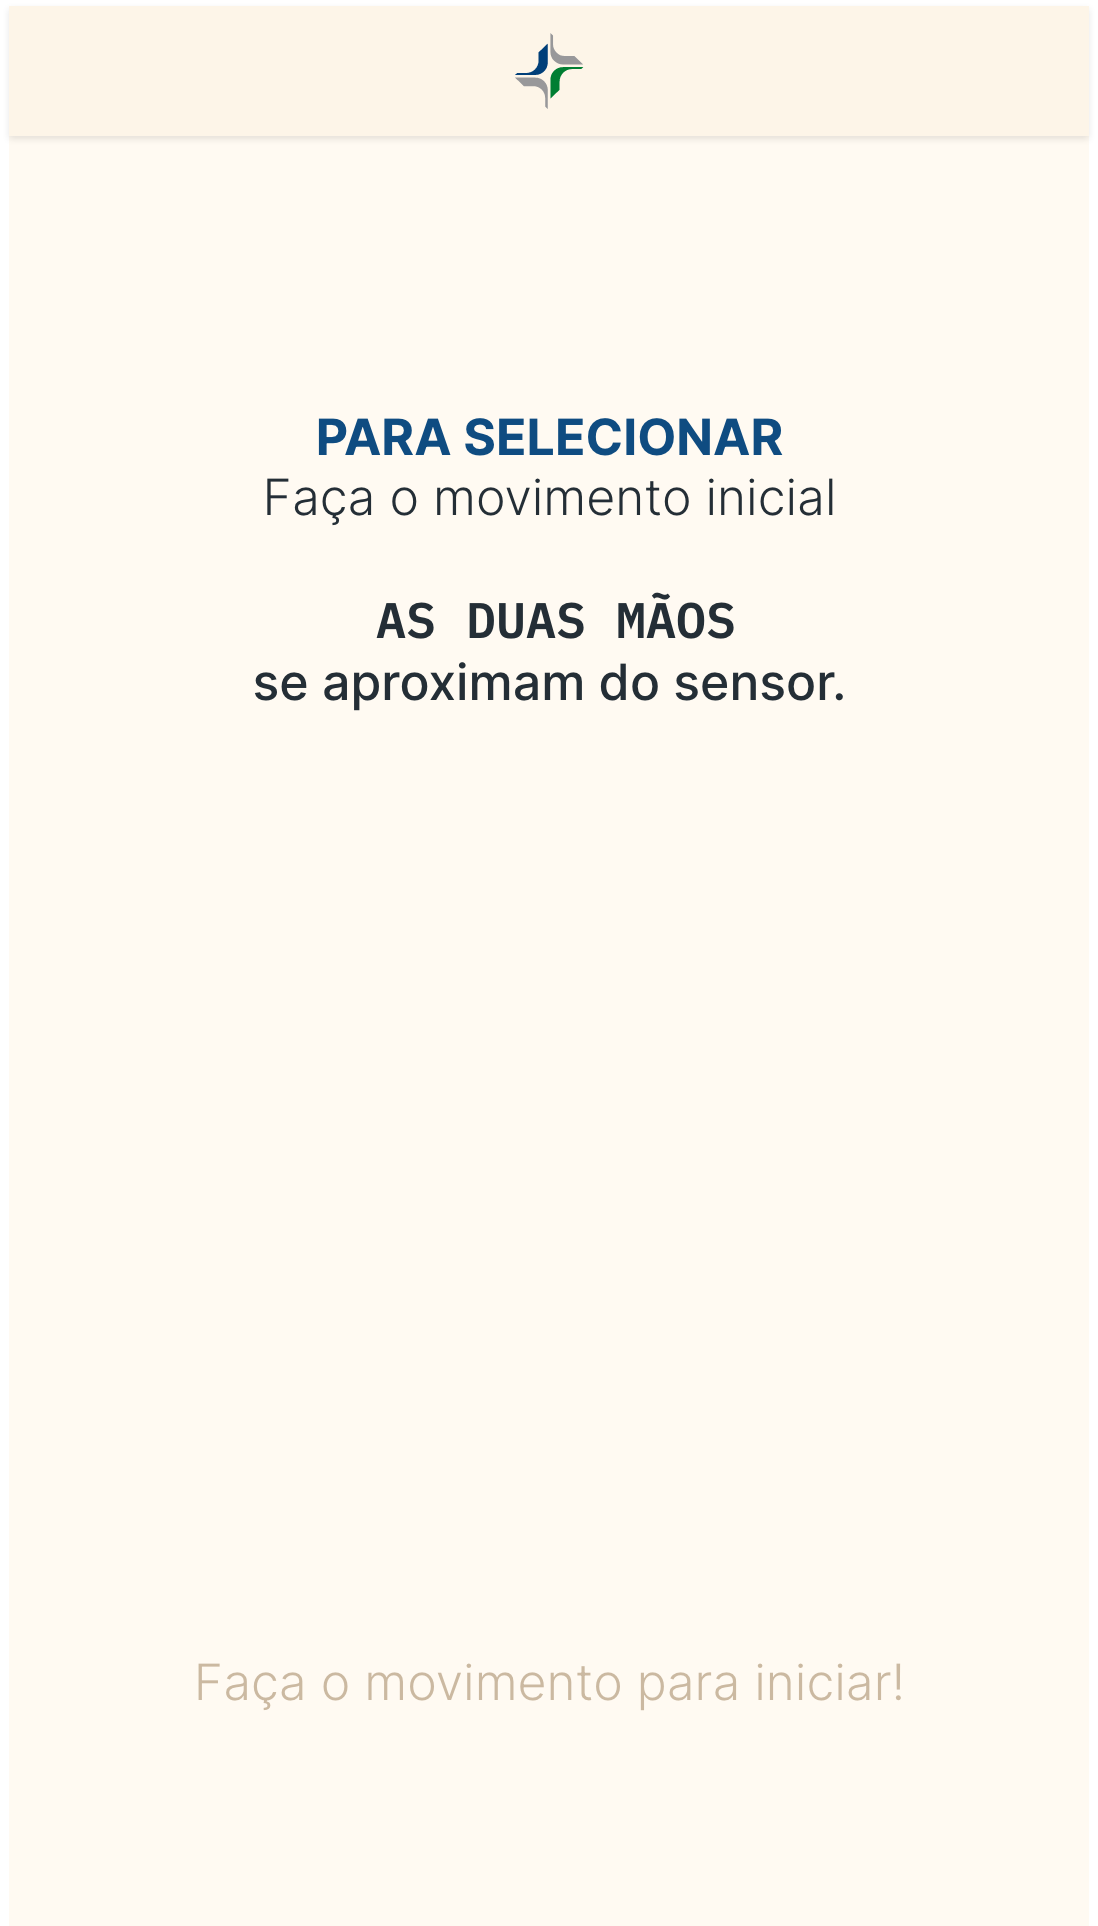 PARA SELECIONAR
Faça o movimento inicial
AS DUAS MÃOS
se aproximam do sensor.
Faça o movimento para iniciar!